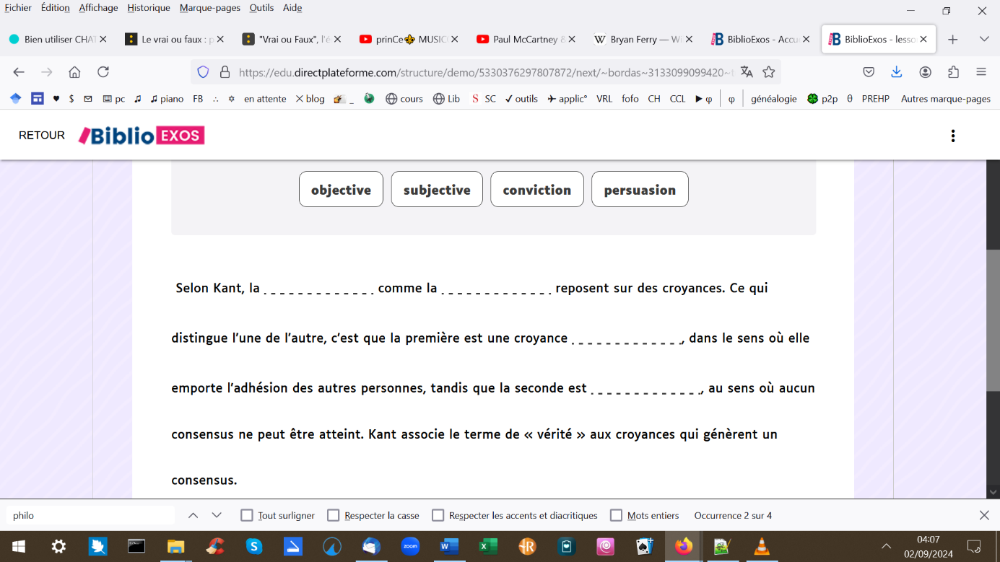 Fichier Édition Affichage Historique Marque-pages Outils Aide
Bien utiliser CHAT Le vrai ou faux : p "Vrai ou Faux", l'é prinCe MUSIC Paul McCartney & Bryan Ferry — Wi BiblioExos - Accu BiblioExos - lesso
https://edu.directplateforme.com/structure/demo/5330376297807872/next/~bordas~3133099099420~t
pc piano FB en attente blog _ cours Lib S SC outils applic° VRL fofo CH CCL φ φ généalogie p2p θ PREHP Autres marque-pages
RETOUR Biblio EXOS
objective subjective conviction persuasion
Selon Kant, la _ _ _ _ _ _ _ _ _ _ _ _ _ comme la _ _ _ _ _ _ _ _ _ _ _ _ _ reposent sur des croyances. Ce qui
distingue l'une de l'autre, c'est que la première est une croyance _ _ _ _ _ _ _ _ _ _ _ _ _, dans le sens où elle
emporte l'adhésion des autres personnes, tandis que la seconde est _ _ _ _ _ _ _ _ _ _ _ _ _, au sens où aucun
consensus ne peut être atteint. Kant associe le terme de « vérité » aux croyances qui génèrent un
consensus.
philo Tout surligner Respecter la casse Respecter les accents et diacritiques Mots entiers Occurrence 2 sur 4
zoom
04:07
02/09/2024